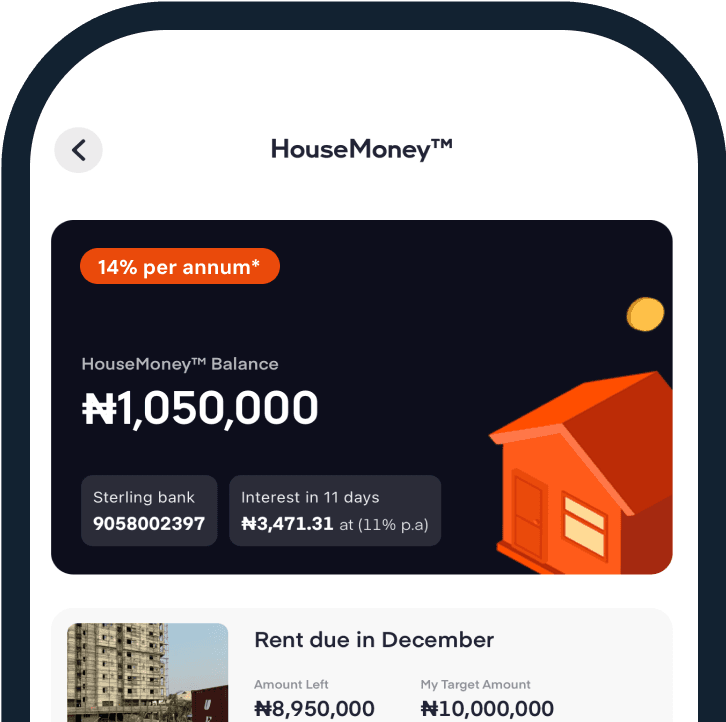 HouseMoney™
14% per annum*
HouseMoney™ Balance
₦1,050,000
Sterling bank
9058002397
Interest in 11 days
₦3,471.31 at (11% p.a)
Rent due in December
Amount Left
₦8,950,000
My Target Amount
₦10,000,000